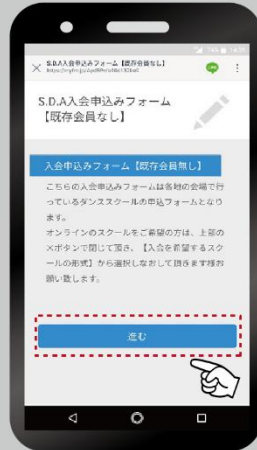 S.D.A入会申込みフォーム【既存会員なし】
S.D.A入会申込みフォーム
【既存会員なし】
入会申込みフォーム【既存会員無し】
こちらの入会申込みフォームは各地の会場で行
っているダンススクールの申込フォームとなり
ます。
オンラインのスクールをご希望の方は、上部の
×ボタンで閉じて頂き、【入会を希望するスク
ールの形式】から選択しなおして頂きます様お
願い致します。
進む